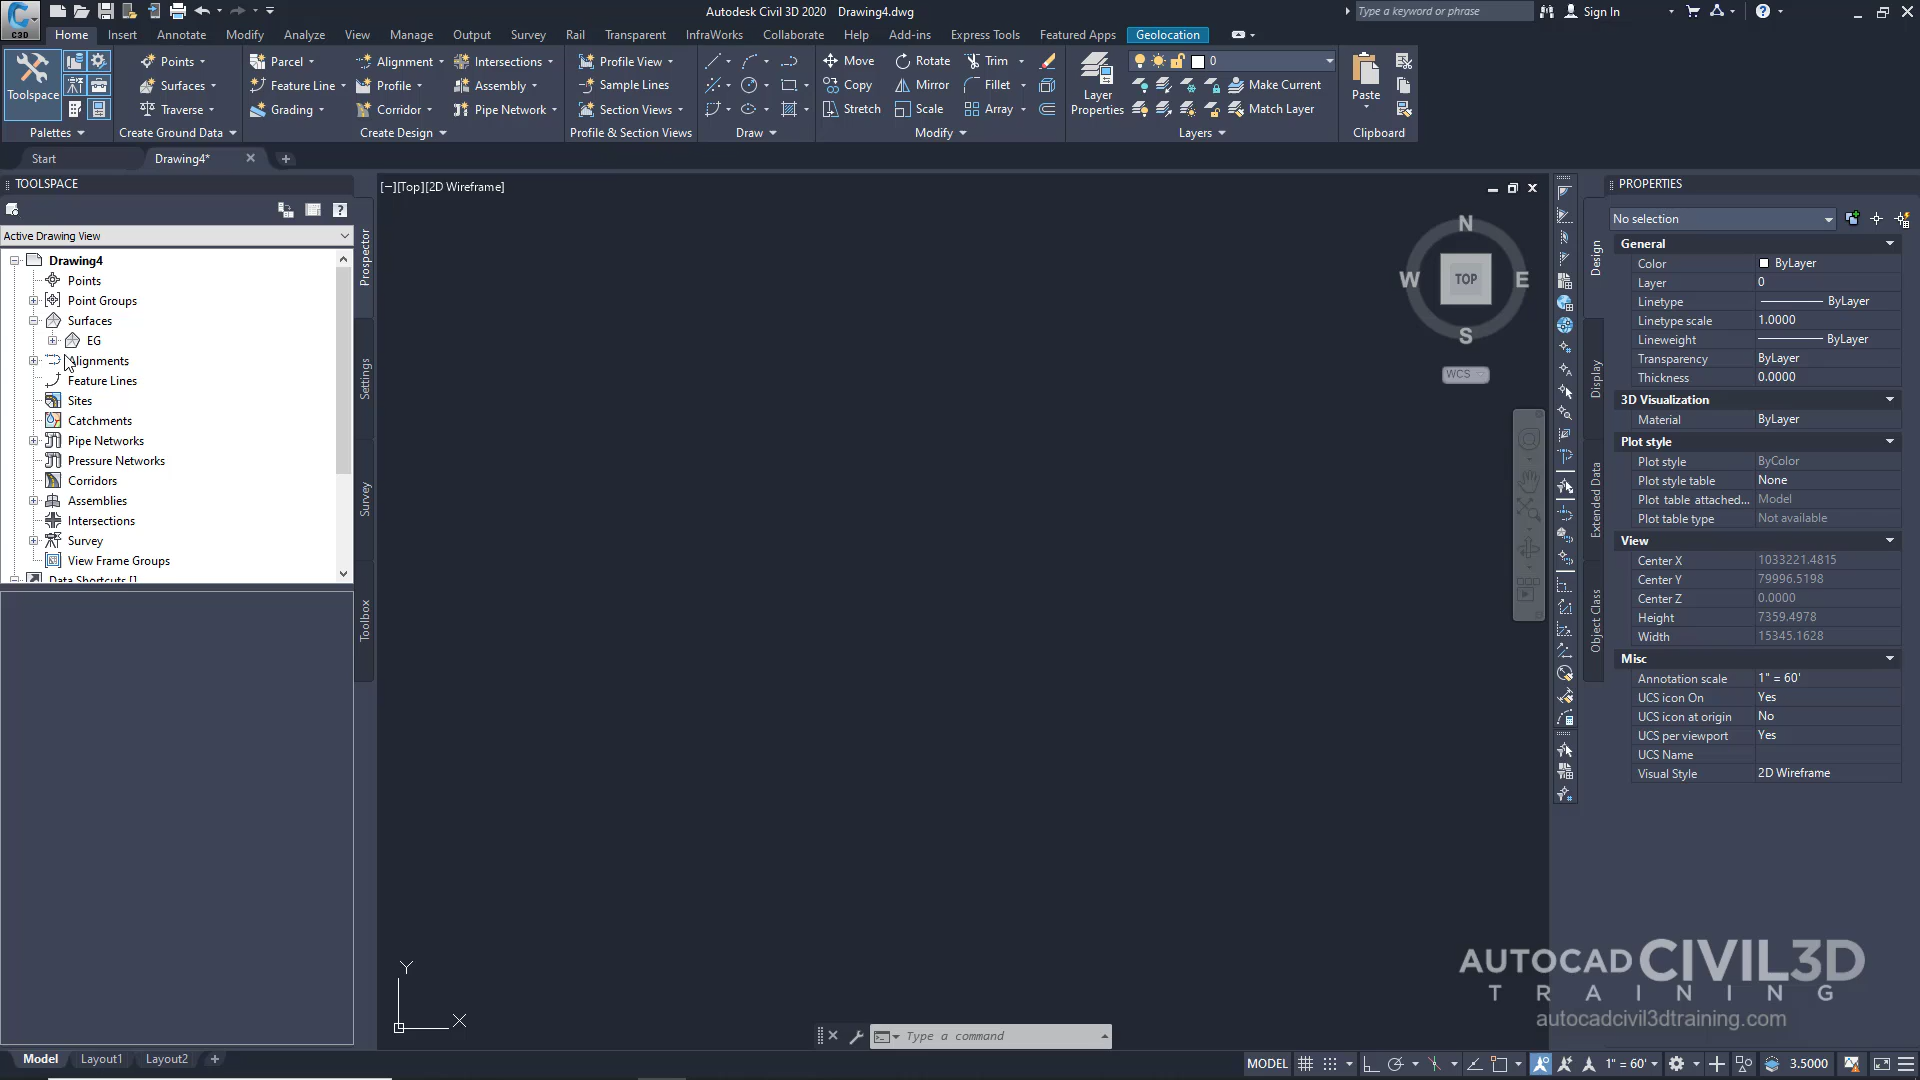 Autodesk Civil 3D 2020 Drawing4.dwg
Type a keyword or phrase
Sign In
C3D
Home Insert Annotate Modify Analyze View Manage Output Survey Rail Transparent InfraWorks Collaborate Help Add-ins Express Tools Featured Apps Geolocation
Points Parcel Alignment Intersections Profile View Move Rotate Trim 0
Toolspace Surfaces Feature Line Profile Assembly Sample Lines Copy Mirror Fillet Layer Properties Make Current Paste
Traverse Grading Corridor Pipe Network Section Views Stretch Scale Array Match Layer
Palettes Create Ground Data Create Design Profile & Section Views Draw Modify Layers Clipboard
Start Drawing4*
TOOLSPACE
Active Drawing View
Drawing4
Points
Point Groups
Surfaces
EG
Alignments
Feature Lines
Sites
Catchments
Pipe Networks
Pressure Networks
Corridors
Assemblies
Intersections
Survey
View Frame Groups
Data Shortcuts []
Prospector
Settings
Survey
Toolbox
[−][Top][2D Wireframe]
N
W TOP E
S
WCS
Y
X
Type a command
PROPERTIES
No selection
Design
Display
Extended Data
Object Class
General
Color ByLayer
Layer 0
Linetype ByLayer
Linetype scale 1.0000
Lineweight ByLayer
Transparency ByLayer
Thickness 0.0000
3D Visualization
Material ByLayer
Plot style
Plot style ByColor
Plot style table None
Plot table attached... Model
Plot table type Not available
View
Center X 1033221.4815
Center Y 79996.5198
Center Z 0.0000
Height 7359.4978
Width 15345.1628
Misc
Annotation scale 1" = 60'
UCS icon On Yes
UCS icon at origin No
UCS per viewport Yes
UCS Name
Visual Style 2D Wireframe
AUTOCAD CIVIL3D
TRAINING
autocadcivil3dtraining.com
Model Layout1 Layout2
MODEL 1" = 60' 3.5000